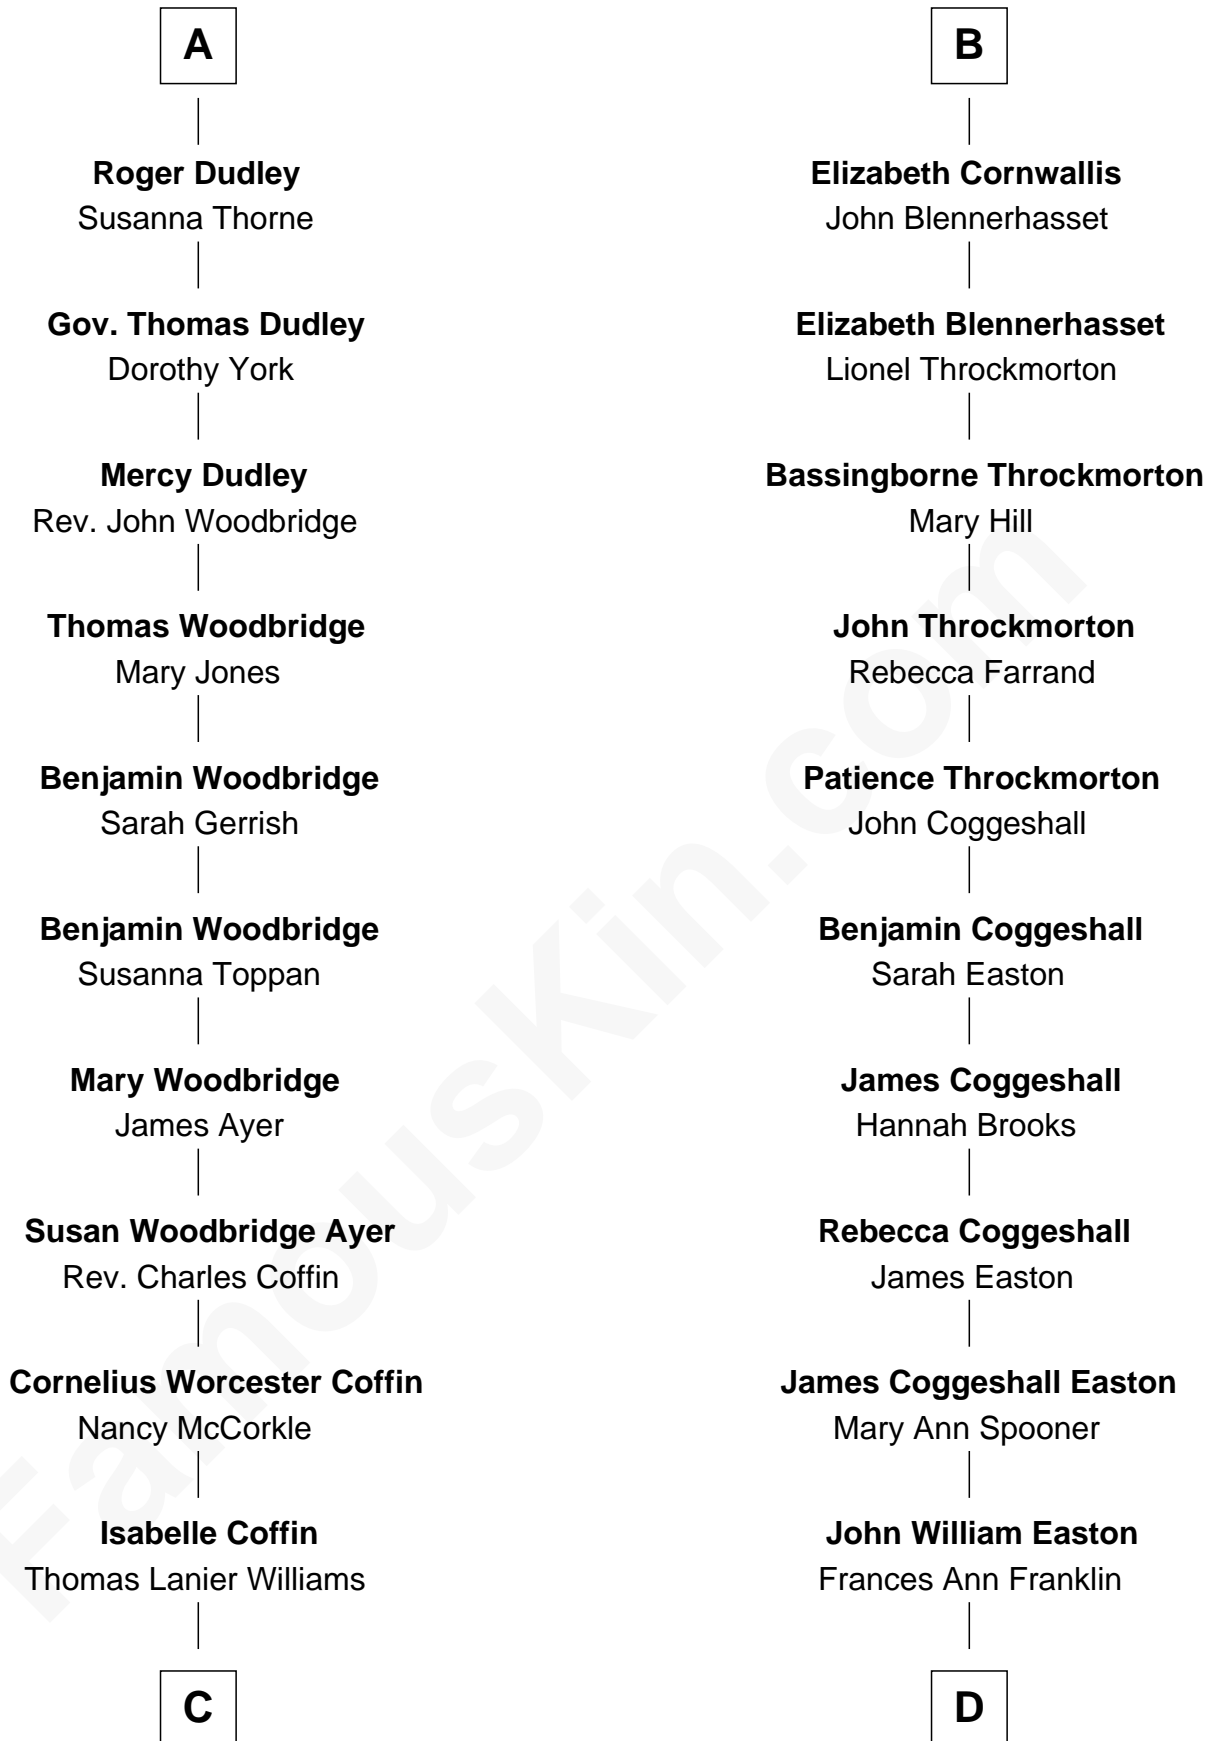 A
Roger Dudley
Susanna Thorne
Gov. Thomas Dudley
Dorothy York
Mercy Dudley
Rev. John Woodbridge
Thomas Woodbridge
Mary Jones
Benjamin Woodbridge
Sarah Gerrish
Benjamin Woodbridge
Susanna Toppan
Mary Woodbridge
James Ayer
Susan Woodbridge Ayer
Rev. Charles Coffin
Cornelius Worcester Coffin
Nancy McCorkle
Isabelle Coffin
Thomas Lanier Williams
C
B
Elizabeth Cornwallis
John Blennerhasset
Elizabeth Blennerhasset
Lionel Throckmorton
Bassingborne Throckmorton
Mary Hill
John Throckmorton
Rebecca Farrand
Patience Throckmorton
John Coggeshall
Benjamin Coggeshall
Sarah Easton
James Coggeshall
Hannah Brooks
Rebecca Coggeshall
James Easton
James Coggeshall Easton
Mary Ann Spooner
John William Easton
Frances Ann Franklin
D
FamousKin.com